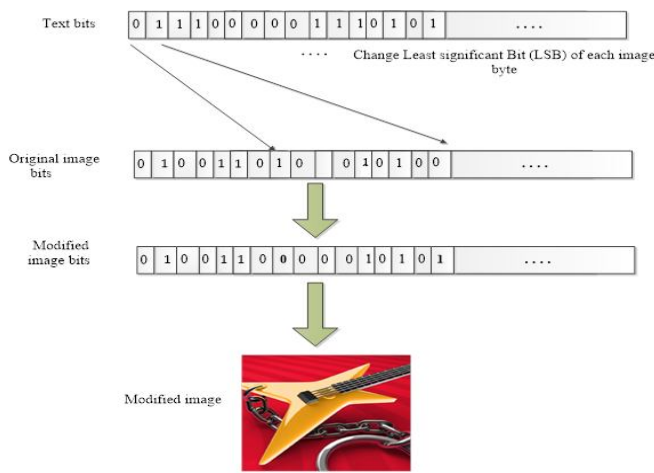 Text bits
0 1 1 1 0 0 0 0 0 1 1 1 0 1 0 1 ....
.... Change Least significant Bit (LSB) of each image
byte
Original image
bits
0 1 0 0 1 1 0 1 0 0 1 0 1 0 0 ....
Modified
image bits
0 1 0 0 1 1 0 0 0 0 0 1 0 1 0 1 ....
Modified image